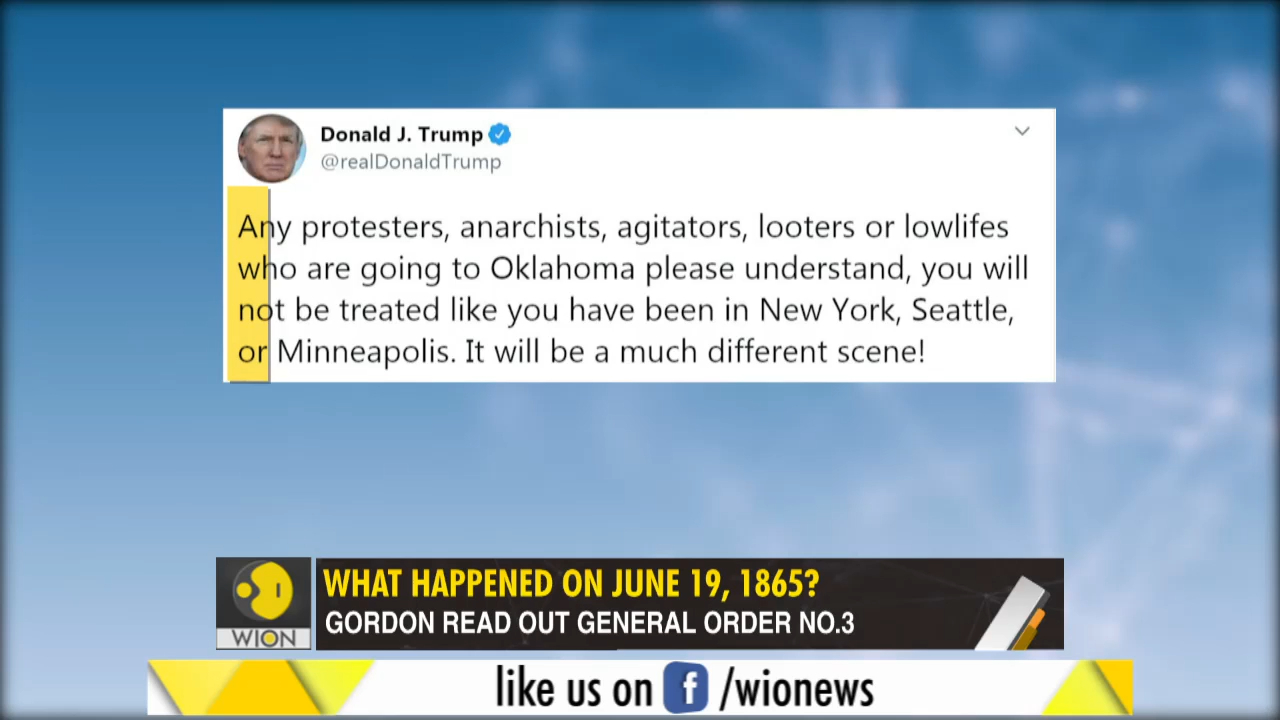 Donald J. Trump
@realDonaldTrump
Any protesters, anarchists, agitators, looters or lowlifes
who are going to Oklahoma please understand, you will
not be treated like you have been in New York, Seattle,
or Minneapolis. It will be a much different scene!
WHAT HAPPENED ON JUNE 19, 1865?
GORDON READ OUT GENERAL ORDER NO.3
WION
like us on f /wionews